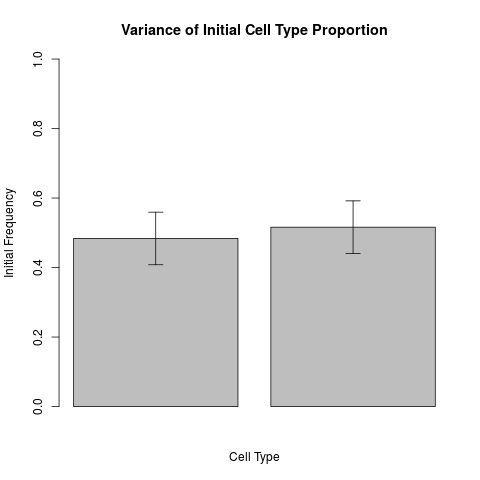 Variance of Initial Cell Type Proportion
Initial Frequency
1.0
0.8
0.6
0.4
0.2
0.0
Cell Type